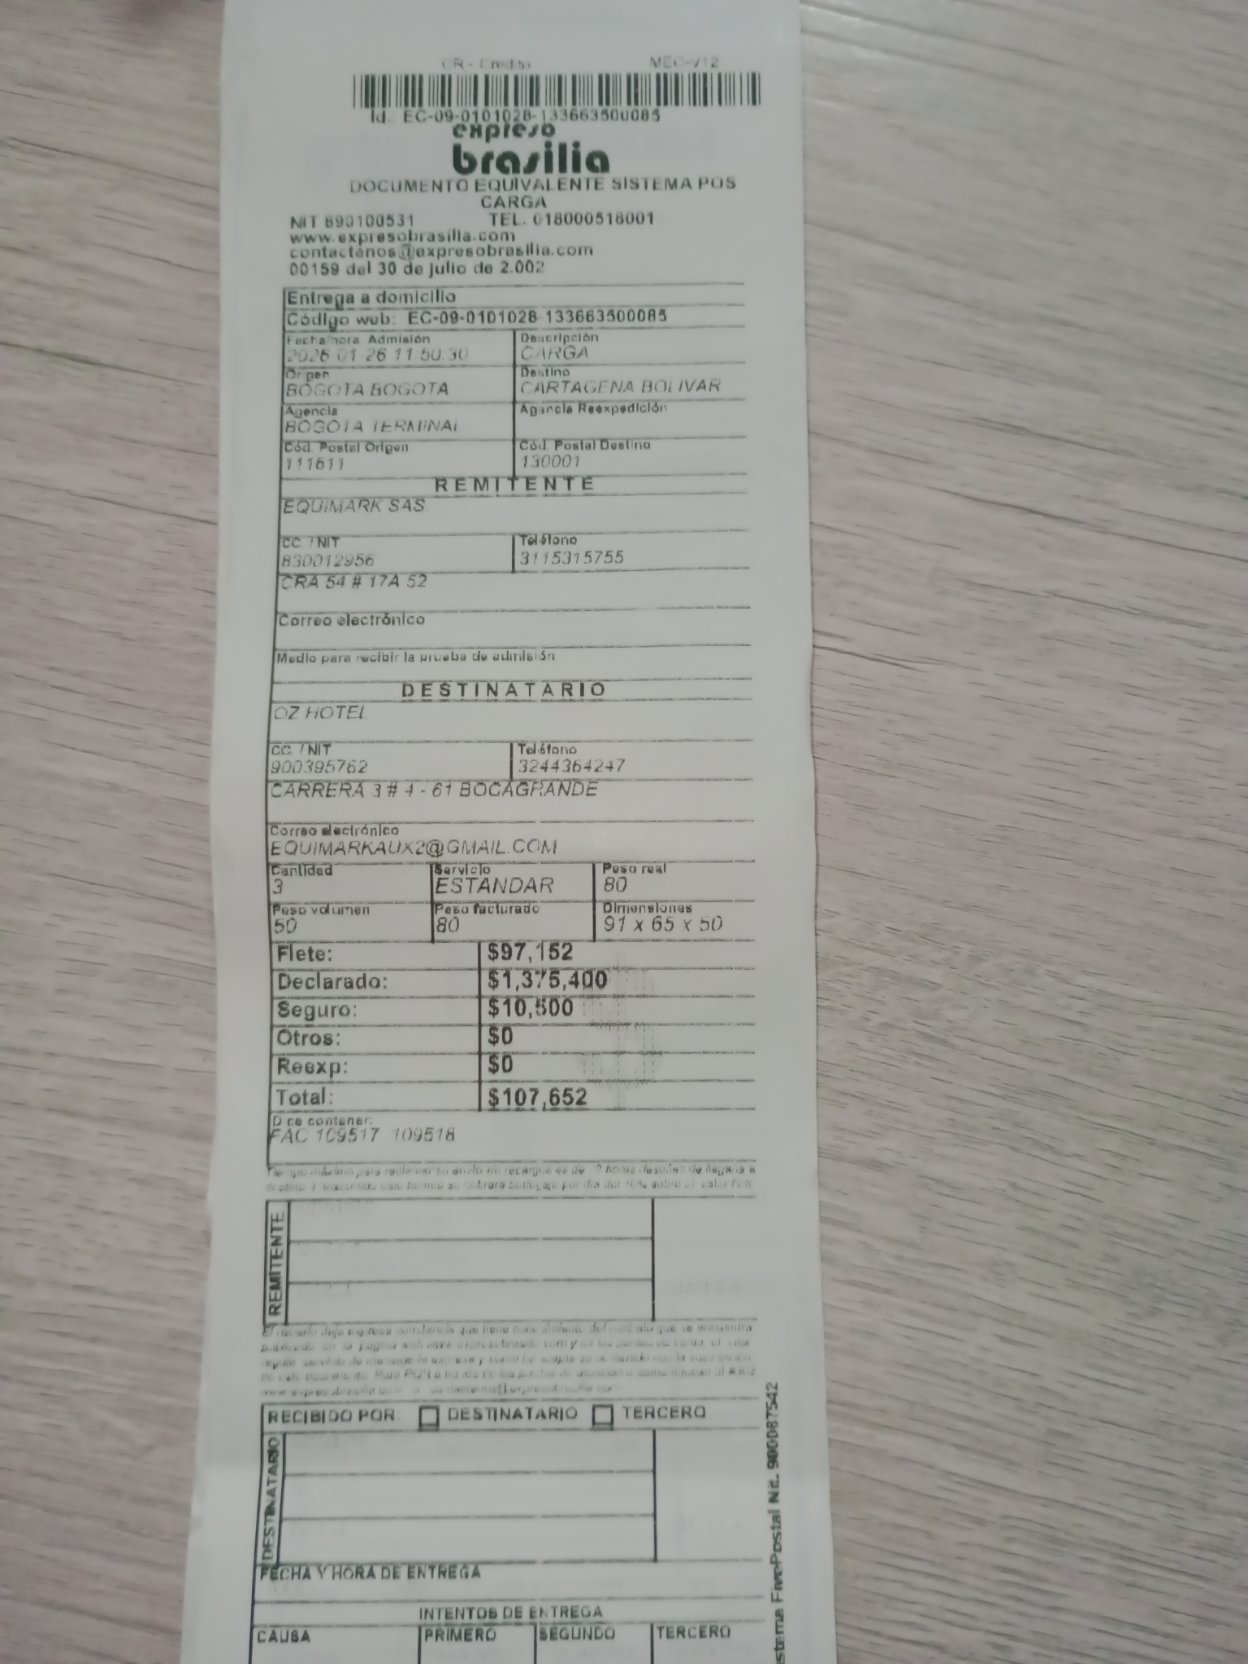 CR - Credito MEC-V12
Id.: EC-09-0101028-133663500085
expreso
brasilia
DOCUMENTO EQUIVALENTE SISTEMA POS
CARGA
NIT 890100531 TEL. 018000518001
www.expresobrasilia.com
contactenos@expresobrasilia.com
00159 del 30 de julio de 2.002
Entrega a domicilio
Código web: EC-09-0101028-133663500085
Fecha/hora Admisión Descripción
2026 01 26 11:50:30 CARGA
Origen Destino
BOGOTA BOGOTA CARTAGENA BOLIVAR
Agencia Agencia Reexpedición
BOGOTA TERMINAL
Cód. Postal Origen Cód. Postal Destino
111611 130001
REMITENTE
EQUIMARK SAS
CC. / NIT Teléfono
830012956 3115315755
CRA 54 # 17A 52
Correo electrónico
Medio para recibir la prueba de admisión
DESTINATARIO
OZ HOTEL
CC. / NIT Teléfono
900395762 3244364247
CARRERA 3 # 4 - 61 BOCAGRANDE
Correo electrónico
EQUIMARKAUX2@GMAIL.COM
Cantidad Servicio Peso real
3 ESTANDAR 80
Peso volumen Peso facturado Dimensiones
50 80 91 x 65 x 50
Flete: $97,152
Declarado: $1,375,400
Seguro: $10,500
Otros: $0
Reexp: $0
Total: $107,652
Dice contener:
FAC 109517 109518
REMITENTE
RECIBIDO POR DESTINATARIO TERCERO
DESTINATARIO
FECHA Y HORA DE ENTREGA
INTENTOS DE ENTREGA
CAUSA PRIMERO SEGUNDO TERCERO
stema FivePostal Nit. 900087542